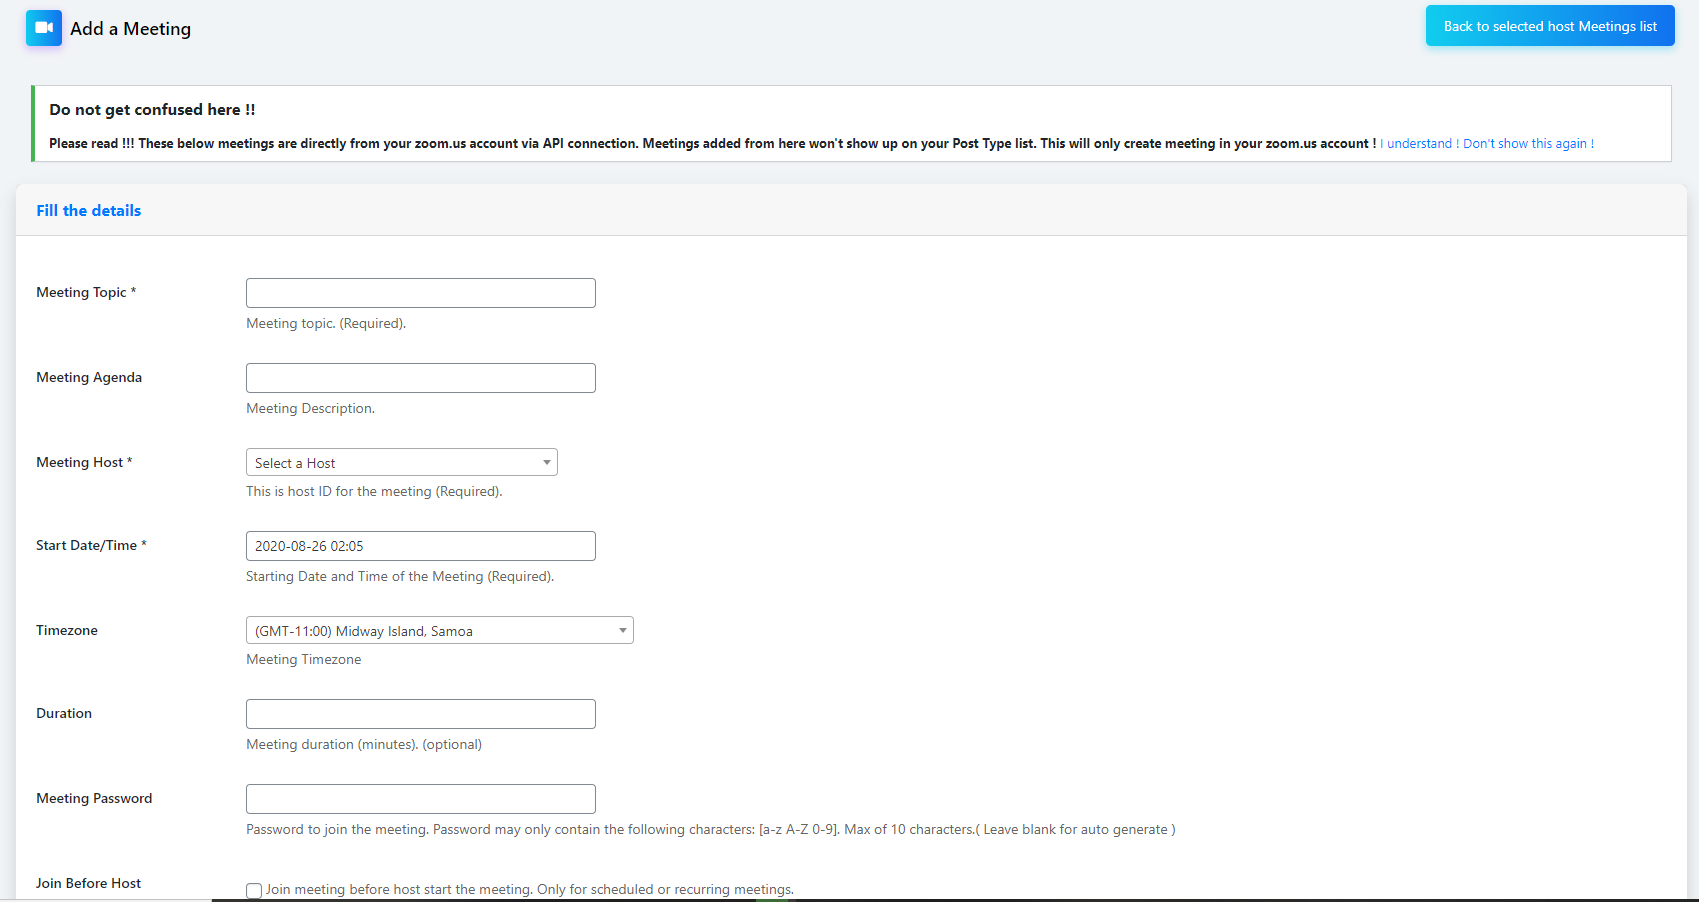 Add a Meeting
Back to selected host Meetings list
Do not get confused here !!
Please read !!! These below meetings are directly from your zoom.us account via API connection. Meetings added from here won't show up on your Post Type list. This will only create meeting in your zoom.us account ! I understand ! Don't show this again !
Fill the details
Meeting Topic *
Meeting topic. (Required).
Meeting Agenda
Meeting Description.
Meeting Host *
Select a Host
This is host ID for the meeting (Required).
Start Date/Time *
2020-08-26 02:05
Starting Date and Time of the Meeting (Required).
Timezone
(GMT-11:00) Midway Island, Samoa
Meeting Timezone
Duration
Meeting duration (minutes). (optional)
Meeting Password
Password to join the meeting. Password may only contain the following characters: [a-z A-Z 0-9]. Max of 10 characters.( Leave blank for auto generate )
Join Before Host
Join meeting before host start the meeting. Only for scheduled or recurring meetings.